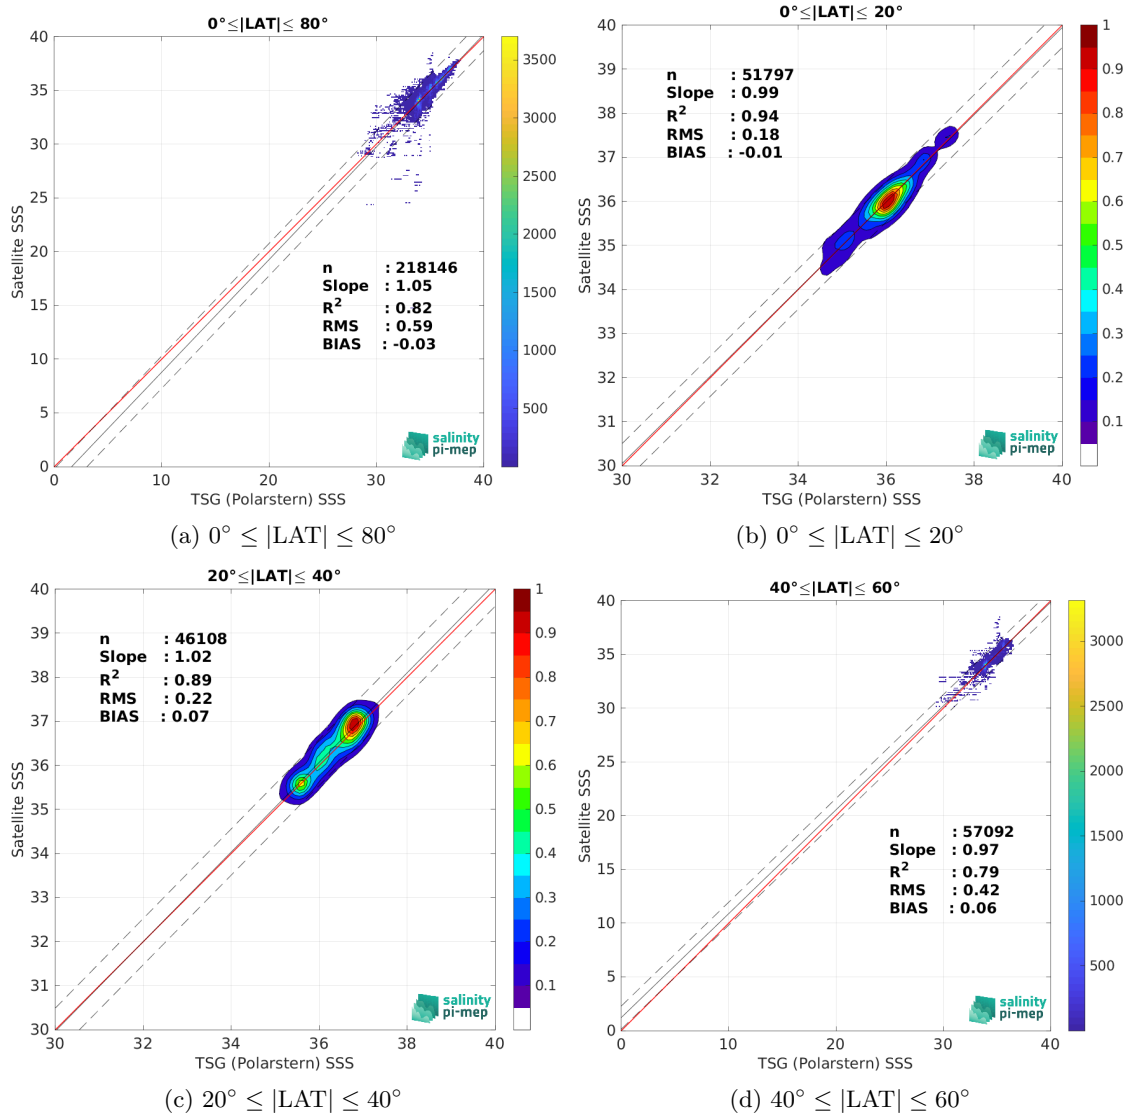 0°≤|LAT|≤ 80°
40
35
30
25
20
15
10
5
0
Satellite SSS
n : 218146
Slope : 1.05
R² : 0.82
RMS : 0.59
BIAS : -0.03
salinity
pi-mep
0 10 20 30 40
TSG (Polarstern) SSS
3500
3000
2500
2000
1500
1000
500
(a) 0° ≤ |LAT| ≤ 80°
0°≤|LAT|≤ 20°
40
39
38
37
36
35
34
33
32
31
30
Satellite SSS
n : 51797
Slope : 0.99
R² : 0.94
RMS : 0.18
BIAS : -0.01
salinity
pi-mep
30 32 34 36 38 40
TSG (Polarstern) SSS
1
0.9
0.8
0.7
0.6
0.5
0.4
0.3
0.2
0.1
(b) 0° ≤ |LAT| ≤ 20°
20°≤|LAT|≤ 40°
40
39
38
37
36
35
34
33
32
31
30
Satellite SSS
n : 46108
Slope : 1.02
R² : 0.89
RMS : 0.22
BIAS : 0.07
salinity
pi-mep
30 32 34 36 38 40
TSG (Polarstern) SSS
1
0.9
0.8
0.7
0.6
0.5
0.4
0.3
0.2
0.1
(c) 20° ≤ |LAT| ≤ 40°
40°≤|LAT|≤ 60°
40
35
30
25
20
15
10
5
0
Satellite SSS
n : 57092
Slope : 0.97
R² : 0.79
RMS : 0.42
BIAS : 0.06
salinity
pi-mep
0 10 20 30 40
TSG (Polarstern) SSS
3000
2500
2000
1500
1000
500
(d) 40° ≤ |LAT| ≤ 60°